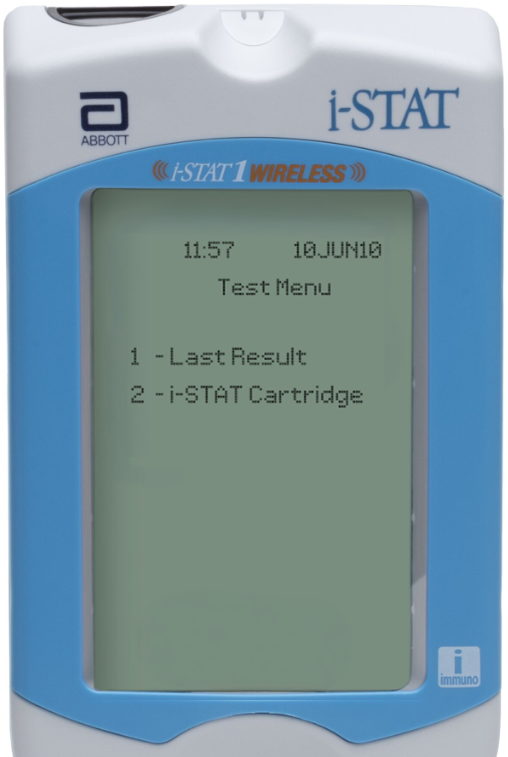 ABBOTT
i-STAT
i-STAT 1 WIRELESS
11:57 10JUN10
Test Menu
1 - Last Result
2 - i-STAT Cartridge
i
immuno